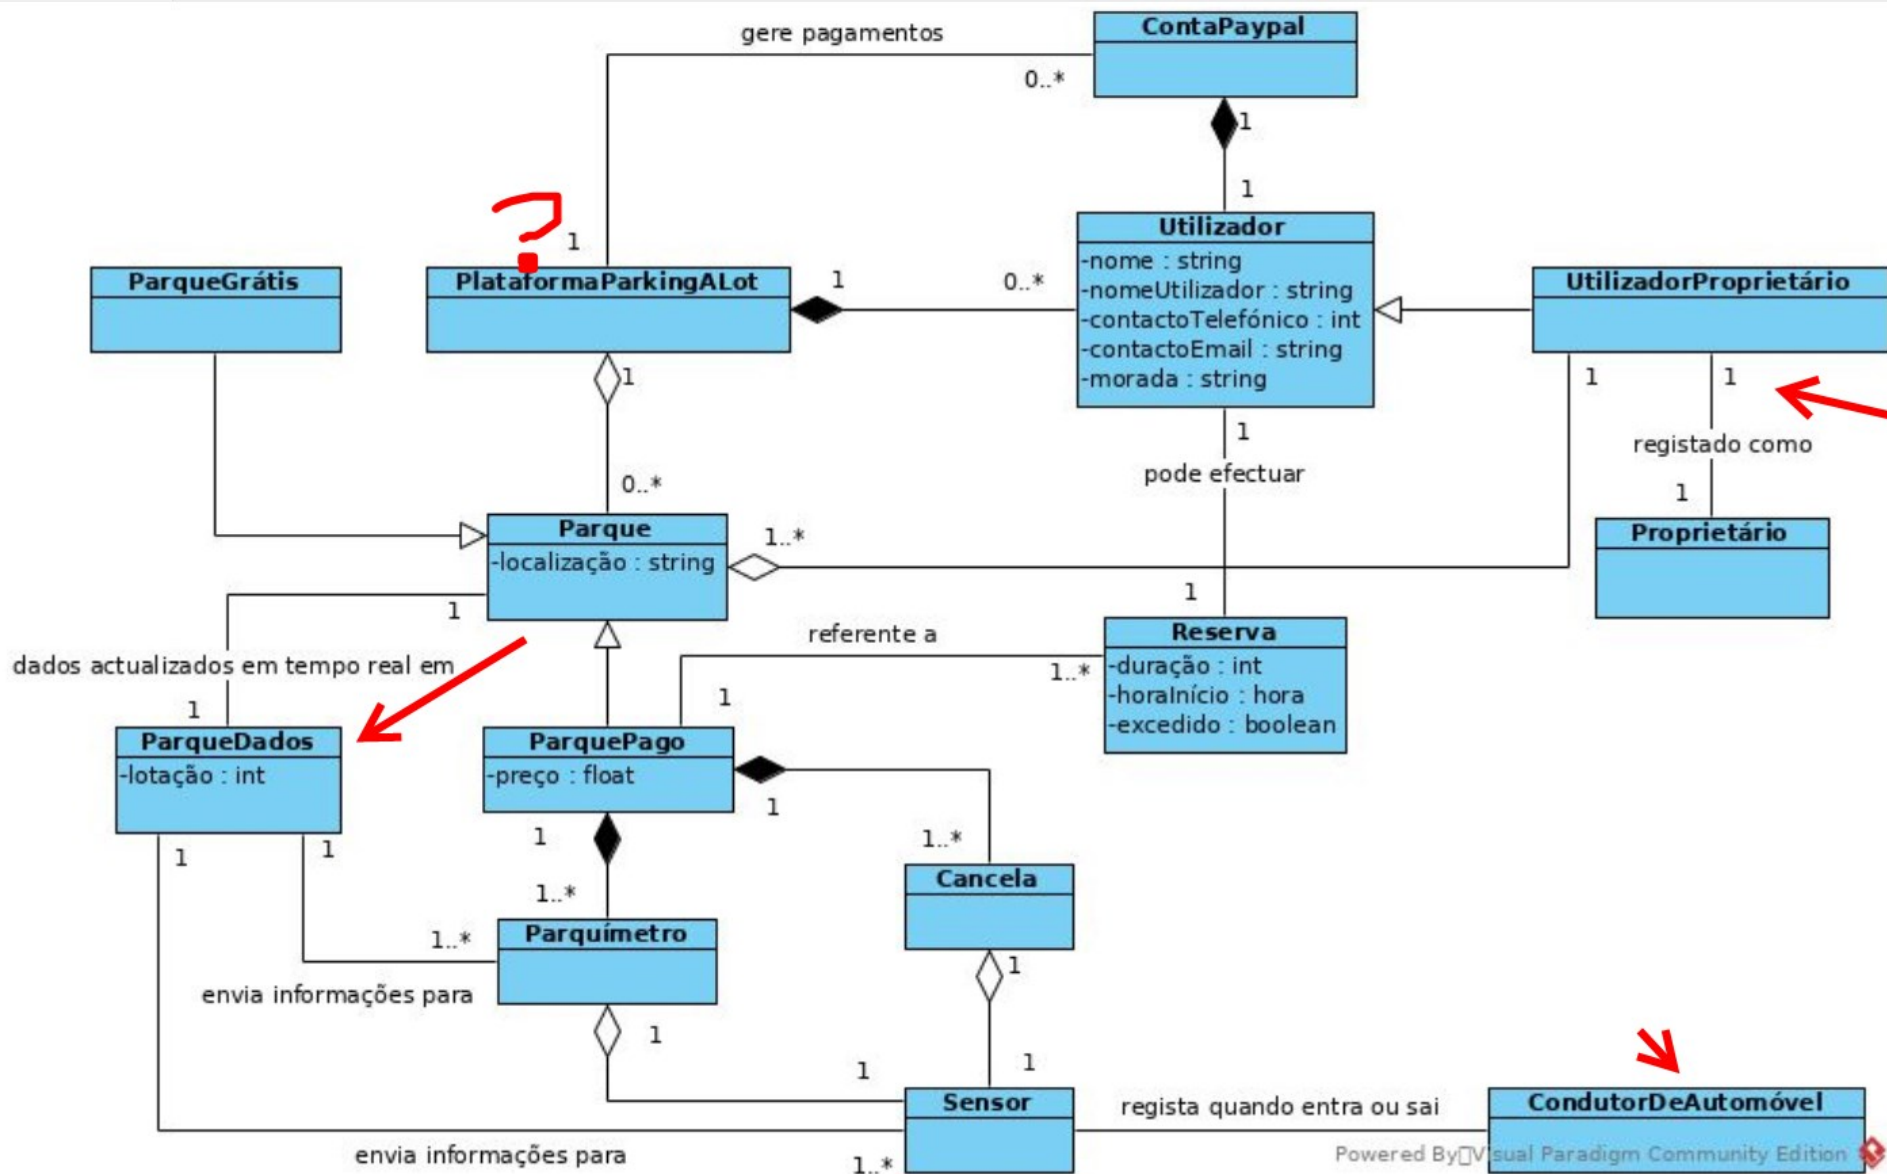 gere pagamentos
ContaPaypal
0..*
1
1
?
1
Utilizador
-nome : string
-nomeUtilizador : string
-contactoTelefónico : int
-contactoEmail : string
-morada : string
ParqueGrátis
PlataformaParkingALot
1
0..*
UtilizadorProprietário
1
1
1
1
pode efectuar
registado como
1
0..*
Proprietário
Parque
-localização : string
1..*
1
1
dados actualizados em tempo real em
1
referente a
1..*
1
Reserva
-duração : int
-horaInício : hora
-excedido : boolean
ParqueDados
-lotação : int
ParquePago
-preço : float
1
1
1..*
1
1
1..*
Cancela
1..*
Parquímetro
envia informações para
1
1
1
1
Sensor
regista quando entra ou sai
CondutorDeAutomóvel
envia informações para
1..*
Powered By Visual Paradigm Community Edition